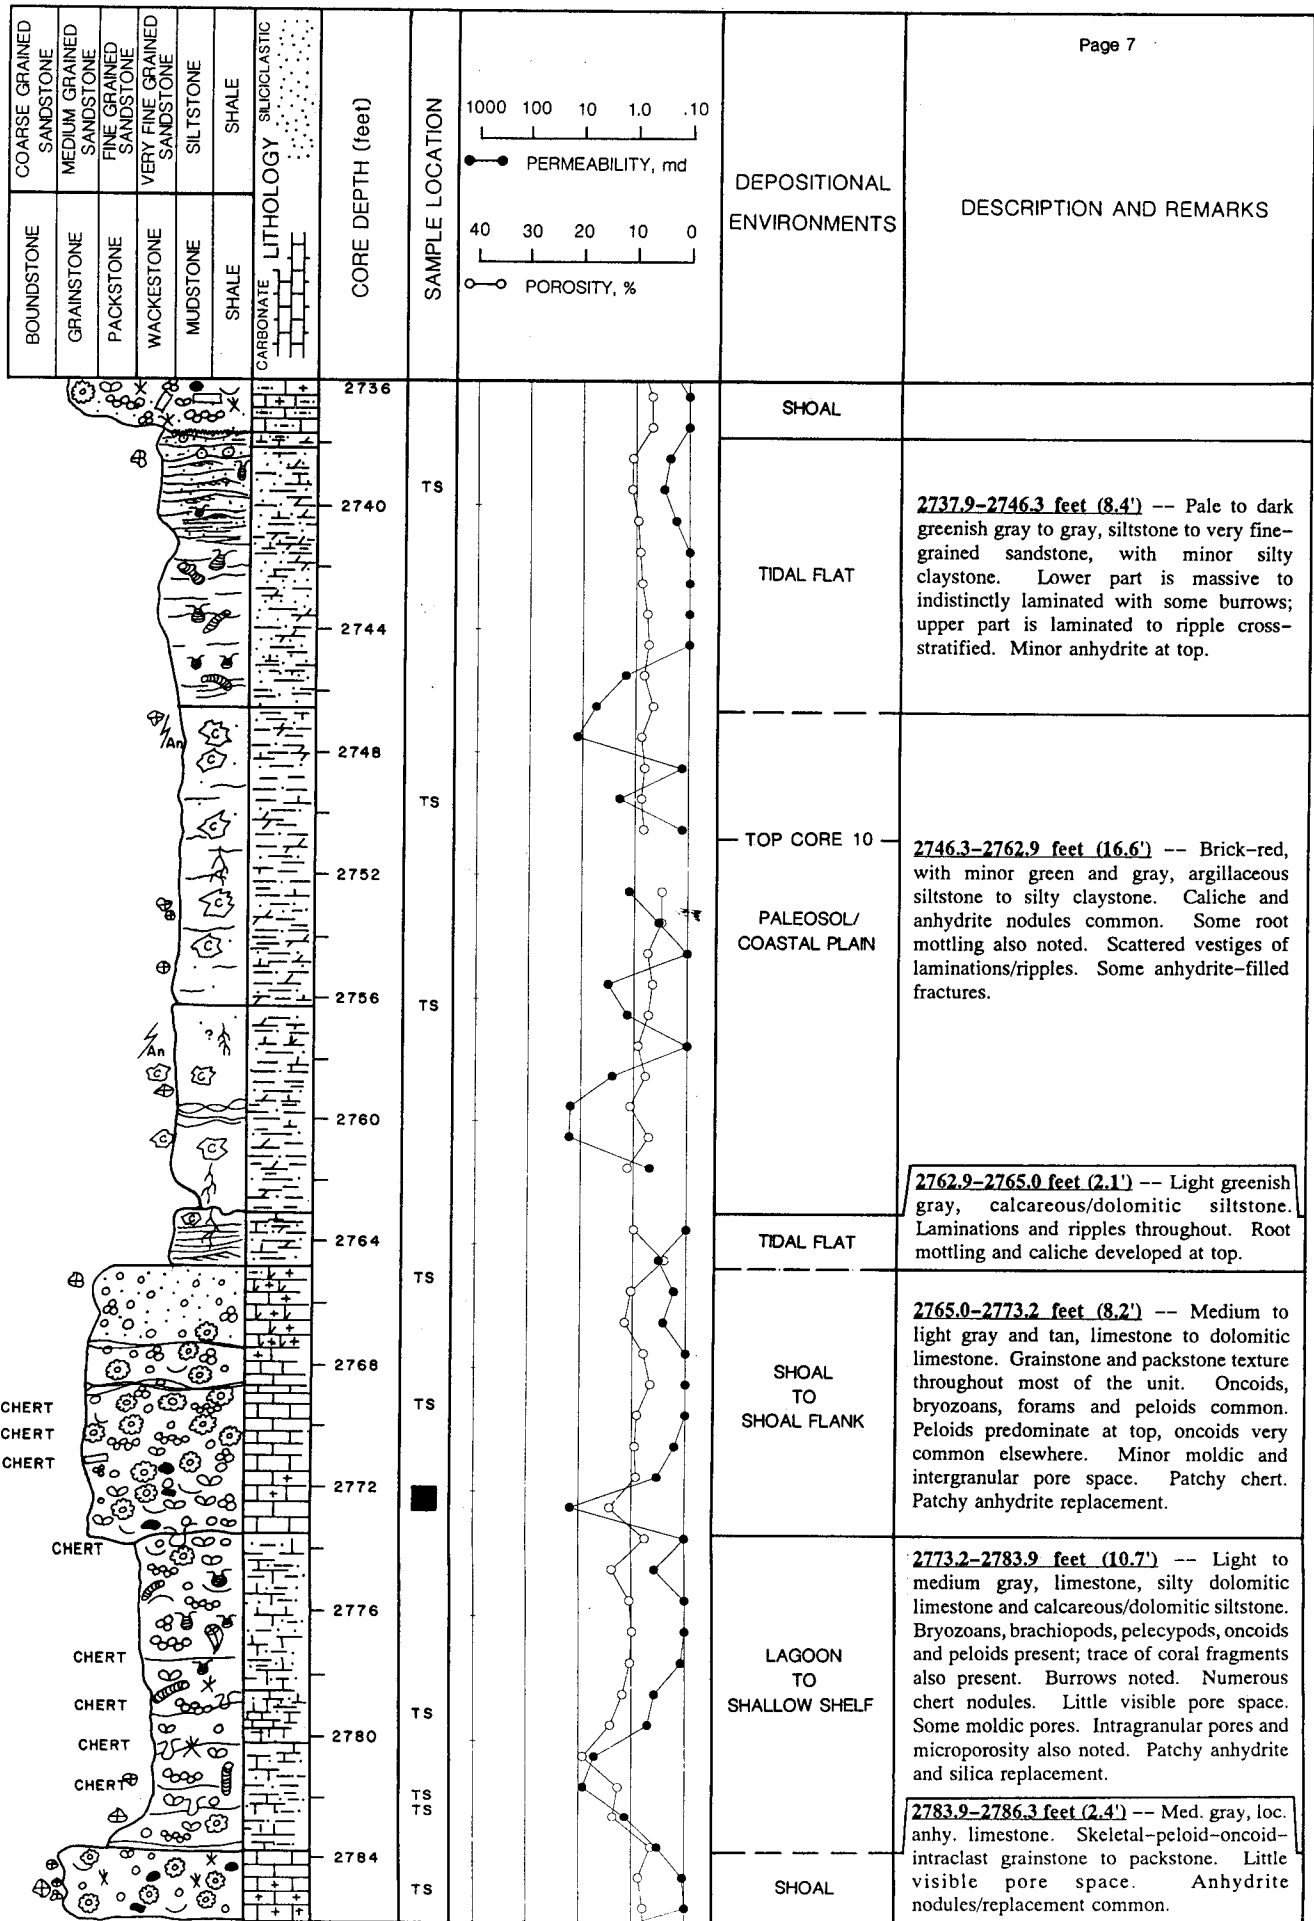 Page 7
COARSE GRAINED SANDSTONE
MEDIUM GRAINED SANDSTONE
FINE GRAINED SANDSTONE
VERY FINE GRAINED SANDSTONE
SILTSTONE
SHALE
BOUNDSTONE
GRAINSTONE
PACKSTONE
WACKESTONE
MUDSTONE
SHALE
LITHOLOGY
SILICICLASTIC
CARBONATE
CORE DEPTH (feet)
SAMPLE LOCATION
1000 100 10 1.0 .10
PERMEABILITY, md
40 30 20 10 0
POROSITY, %
DEPOSITIONAL
ENVIRONMENTS
DESCRIPTION AND REMARKS
2736
SHOAL
TS
2740
TIDAL FLAT
2737.9–2746.3 feet (8.4') -- Pale to dark
greenish gray to gray, siltstone to very fine-
grained sandstone, with minor silty
claystone. Lower part is massive to
indistinctly laminated with some burrows;
upper part is laminated to ripple cross-
stratified. Minor anhydrite at top.
2744
An
C
C
2748
TS
C
TOP CORE 10
2752
C
C
PALEOSOL/
COASTAL PLAIN
2746.3–2762.9 feet (16.6') -- Brick-red,
with minor green and gray, argillaceous
siltstone to silty claystone. Caliche and
anhydrite nodules common. Some root
mottling also noted. Scattered vestiges of
laminations/ripples. Some anhydrite-filled
fractures.
2756
TS
?
An
C
C
2760
C
C
2762.9–2765.0 feet (2.1') -- Light greenish
gray, calcareous/dolomitic siltstone.
Laminations and ripples throughout. Root
mottling and caliche developed at top.
C
2764
TIDAL FLAT
TS
2768
CHERT
CHERT
CHERT
TS
2772
SHOAL
TO
SHOAL FLANK
2765.0–2773.2 feet (8.2') -- Medium to
light gray and tan, limestone to dolomitic
limestone. Grainstone and packstone texture
throughout most of the unit. Oncoids,
bryozoans, forams and peloids common.
Peloids predominate at top, oncoids very
common elsewhere. Minor moldic and
intergranular pore space. Patchy chert.
Patchy anhydrite replacement.
CHERT
2776
CHERT
CHERT
TS
2780
CHERT
CHERT
TS
TS
LAGOON
TO
SHALLOW SHELF
2773.2–2783.9 feet (10.7') -- Light to
medium gray, limestone, silty dolomitic
limestone and calcareous/dolomitic siltstone.
Bryozoans, brachiopods, pelecypods, oncoids
and peloids present; trace of coral fragments
also present. Burrows noted. Numerous
chert nodules. Little visible pore space.
Some moldic pores. Intragranular pores and
microporosity also noted. Patchy anhydrite
and silica replacement.
2784
TS
SHOAL
2783.9–2786.3 feet (2.4') -- Med. gray, loc.
anhy. limestone. Skeletal-peloid-oncoid-
intraclast grainstone to packstone. Little
visible pore space. Anhydrite
nodules/replacement common.